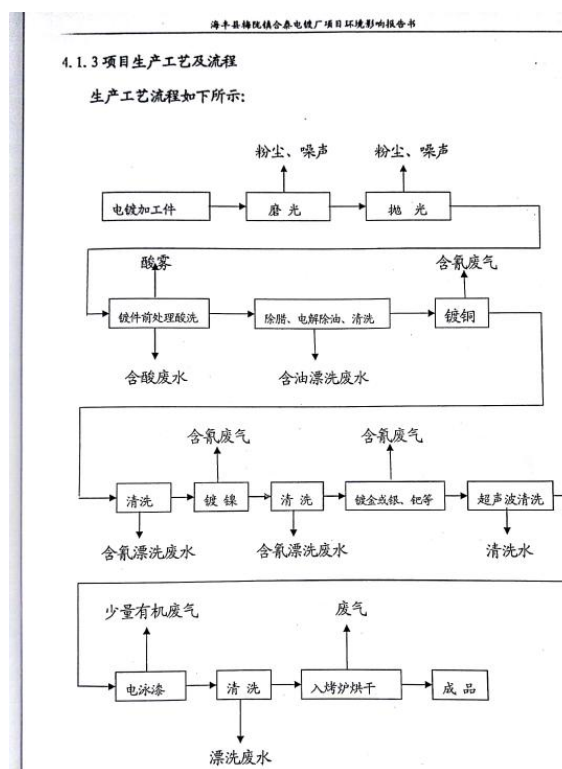 海丰县梅陇镇合泰电镀厂项目环境影响报告书
4.1.3 项目生产工艺及流程
生产工艺流程如下所示：
粉尘、噪声 粉尘、噪声
电镀加工件 磨光 抛光
酸雾 含氰废气
镀件前处理酸洗 除腊、电解除油、清洗 镀铜
含酸废水 含油漂洗废水
含氰废气 含氰废气
清洗 镀镍 清洗 镀金或银、钯等 超声波清洗
含氰漂洗废水 含氰漂洗废水 清洗水
少量有机废气 废气
电泳漆 清洗 入烤炉烘干 成品
漂洗废水